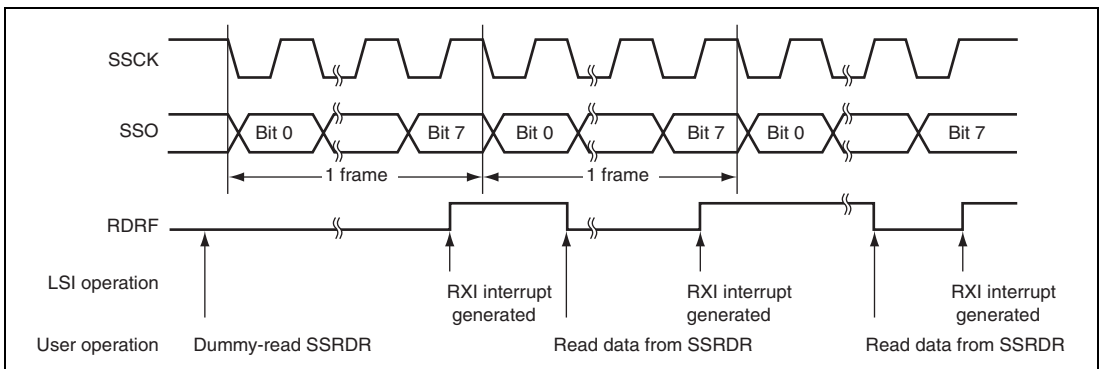 SSCK
SSO Bit 0 Bit 7 Bit 0 Bit 7 Bit 0 Bit 7
1 frame 1 frame
RDRF
LSI operation RXI interrupt generated RXI interrupt generated RXI interrupt generated
User operation Dummy-read SSRDR Read data from SSRDR Read data from SSRDR